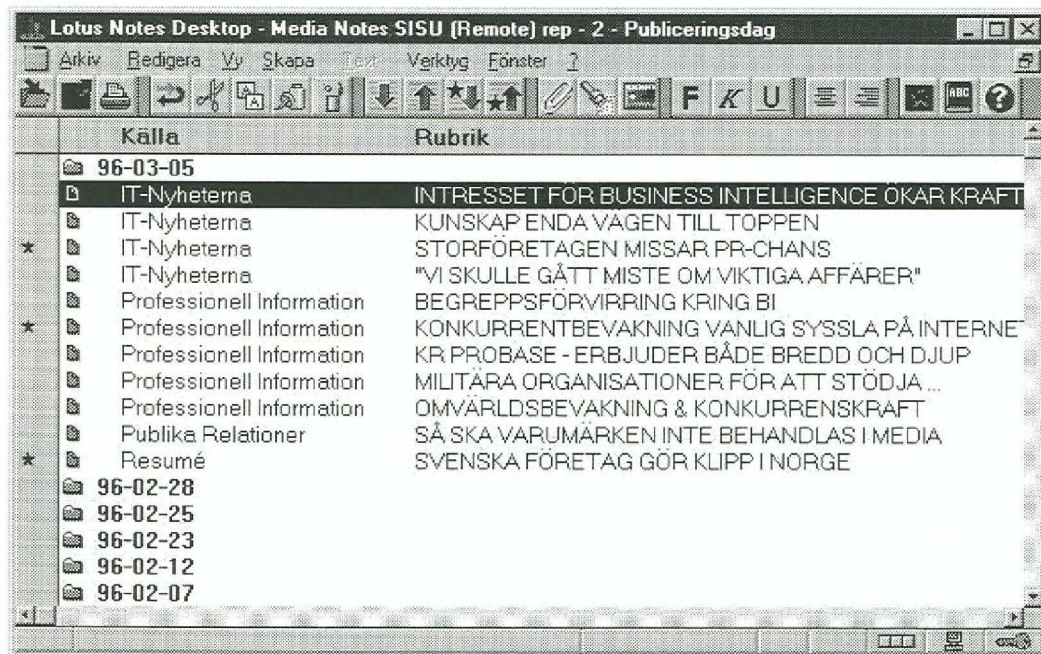 Lotus Notes Desktop - Media Notes SISU (Remote) rep - 2 - Publiceringsdag
Arkiv Redigera Vy Skapa Text Verktyg Fönster ?
F K U ABC ?
Källa Rubrik
96-03-05
IT-Nyheterna INTRESSET FÖR BUSINESS INTELLIGENCE ÖKAR KRAFT
IT-Nyheterna KUNSKAP ENDA VÄGEN TILL TOPPEN
IT-Nyheterna STORFÖRETAGEN MISSAR PR-CHANS
IT-Nyheterna "VI SKULLE GÅTT MISTE OM VIKTIGA AFFÄRER"
Professionell Information BEGREPPSFÖRVIRRING KRING BI
Professionell Information KONKURRENTBEVAKNING VANLIG SYSSLA PÅ INTERNE
Professionell Information KR PROBASE - ERBJUDER BÅDE BREDD OCH DJUP
Professionell Information MILITÄRA ORGANISATIONER FÖR ATT STÖDJA ...
Professionell Information OMVÄRLDSBEVAKNING & KONKURRENSKRAFT
Publika Relationer SÅ SKA VARUMÄRKEN INTE BEHANDLAS I MEDIA
Resumé SVENSKA FÖRETAG GÖR KLIPP I NORGE
96-02-28
96-02-25
96-02-23
96-02-12
96-02-07